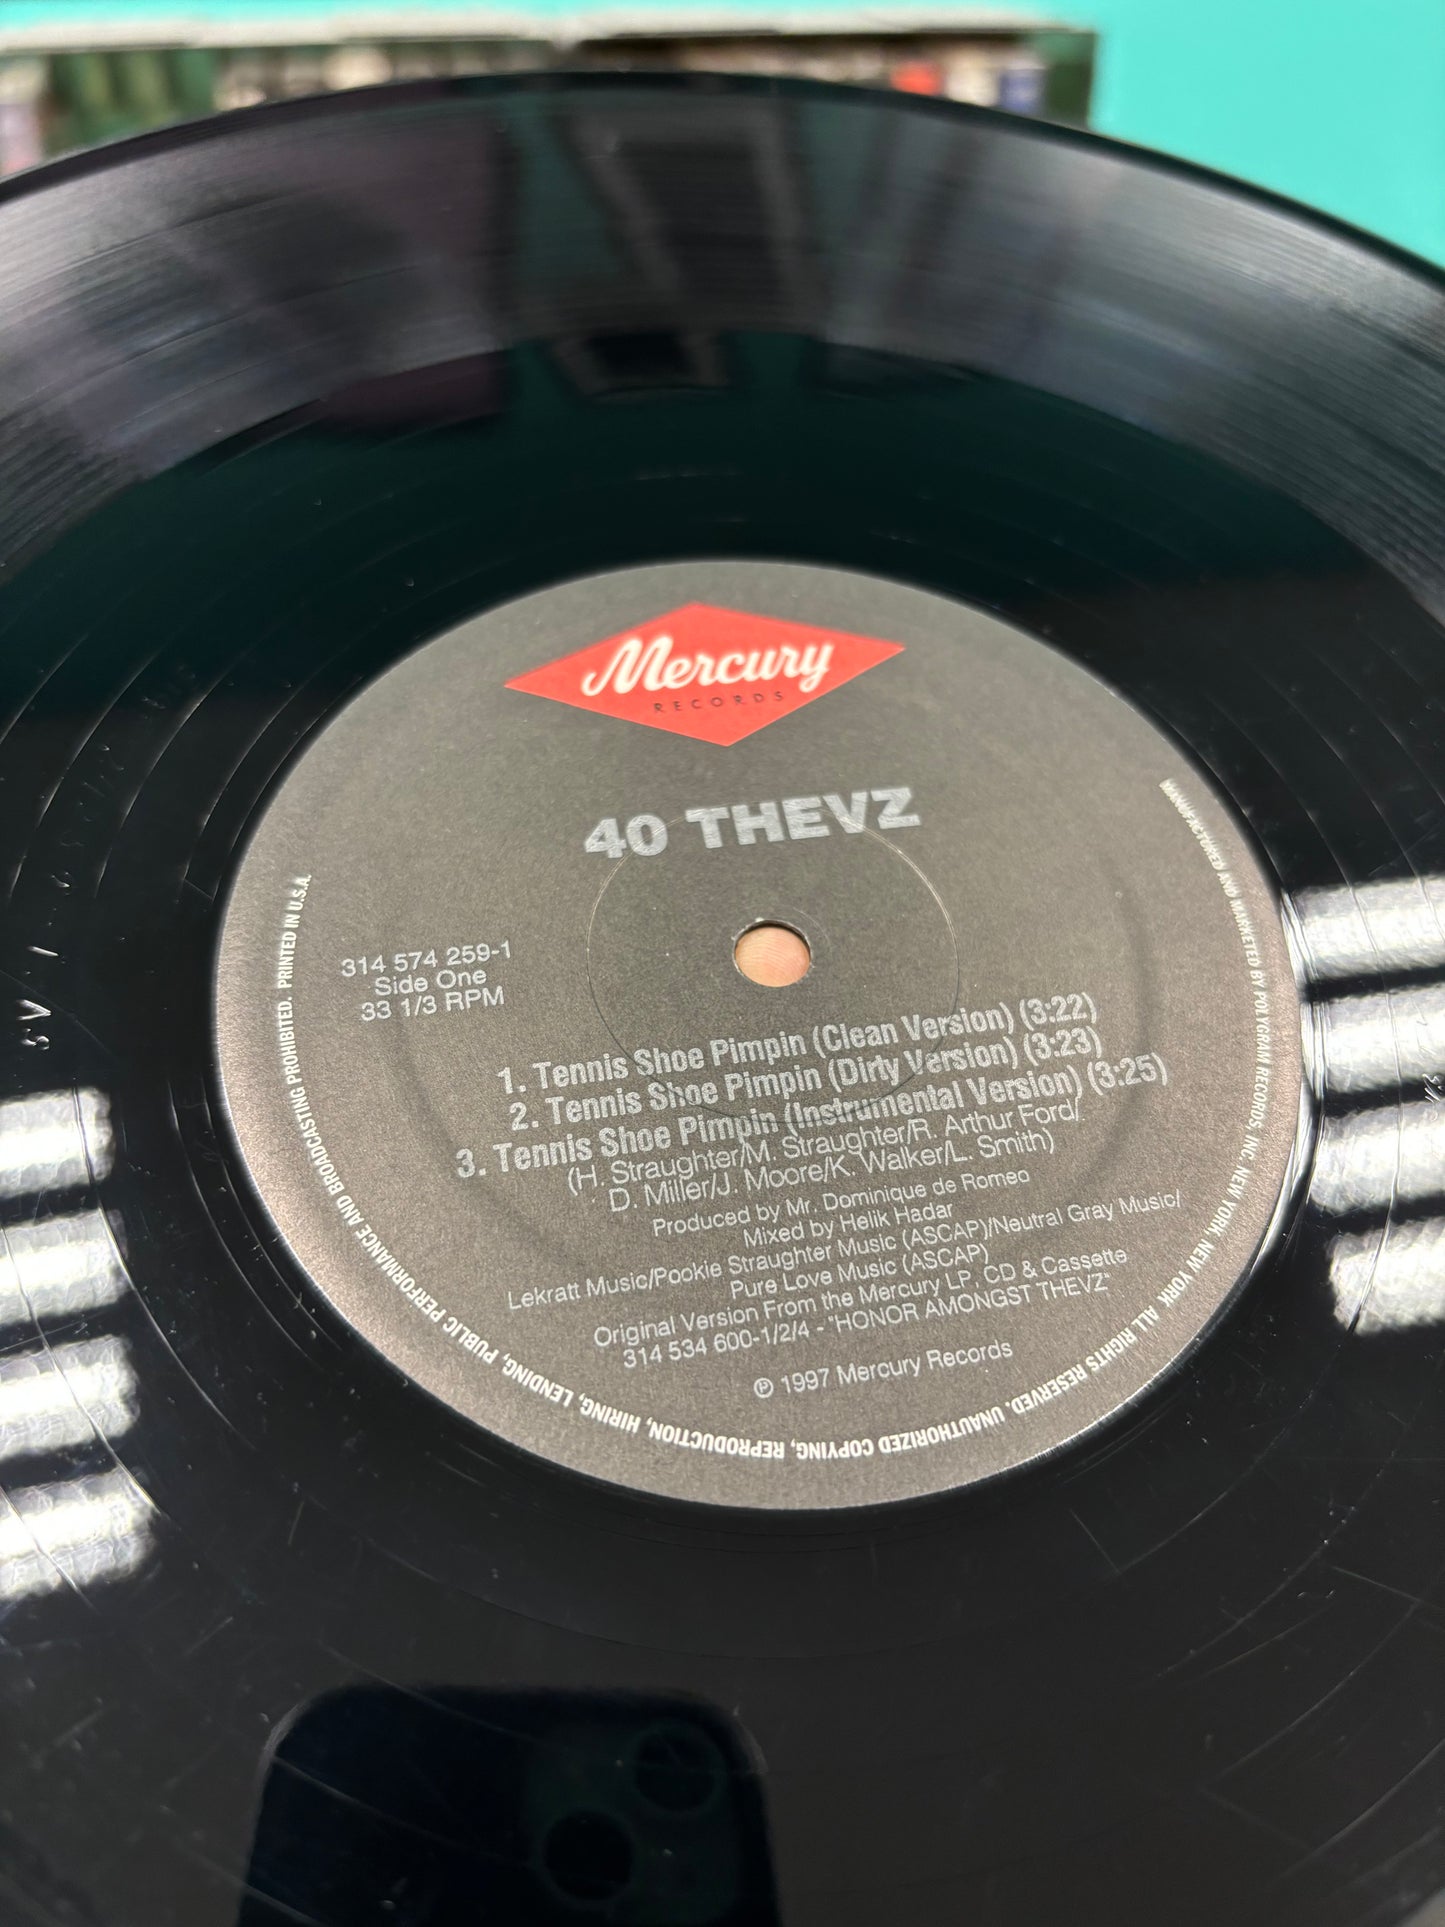 Mercury
RECORDS
40 THEVZ
314 574 259-1
Side One
33 1/3 RPM
1. Tennis Shoe Pimpin (Clean Version) (3:22)
2. Tennis Shoe Pimpin (Dirty Version) (3:23)
3. Tennis Shoe Pimpin (Instrumental Version) (3:25)
(H. Straughter/M. Straughter/R. Arthur Ford/
D. Miller/J. Moore/K. Walker/L. Smith)
Produced by Mr. Dominique de Romeo
Mixed by Helik Hadar
Lekratt Music/Pookie Straughter Music (ASCAP)/Neutral Gray Music/
Pure Love Music (ASCAP)
Original Version From the Mercury LP, CD & Cassette
314 534 600-1/2/4 - "HONOR AMONGST THEVZ"
℗ 1997 Mercury Records
MANUFACTURED AND MARKETED BY POLYGRAM RECORDS, INC. NEW YORK, NEW YORK. ALL RIGHTS RESERVED. UNAUTHORIZED COPYING, REPRODUCTION, HIRING, LENDING, PUBLIC PERFORMANCE AND BROADCASTING PROHIBITED. PRINTED IN U.S.A.